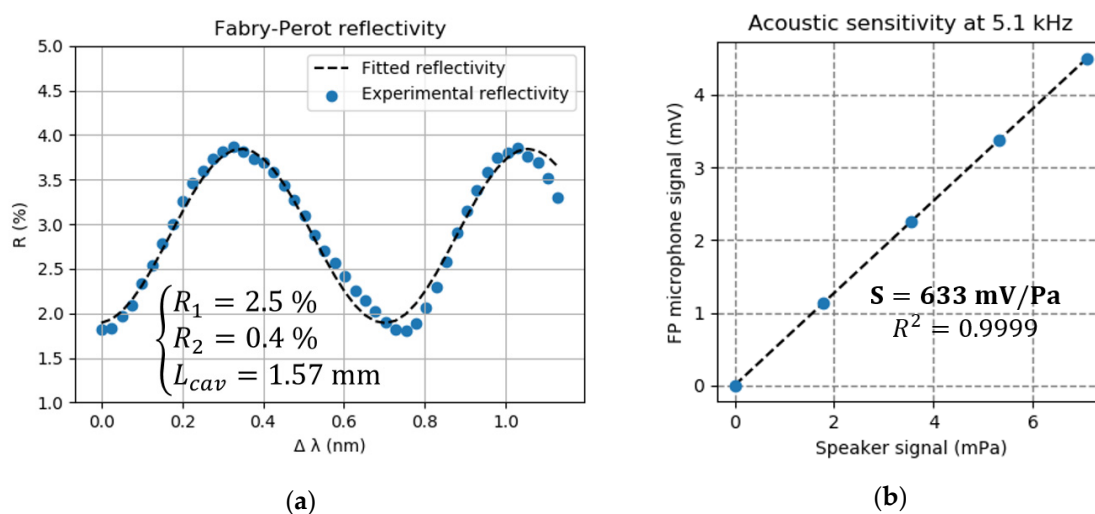 Fabry-Perot reflectivity
5.0
4.5
4.0
3.5
3.0
2.5
2.0
1.5
1.0
R (%)
Fitted reflectivity
Experimental reflectivity
R₁ = 2.5 %
R₂ = 0.4 %
L_cav = 1.57 mm
0.0 0.2 0.4 0.6 0.8 1.0
Δ λ (nm)
(a)
Acoustic sensitivity at 5.1 kHz
4
3
2
1
0
FP microphone signal (mV)
S = 633 mV/Pa
R² = 0.9999
0 2 4 6
Speaker signal (mPa)
(b)